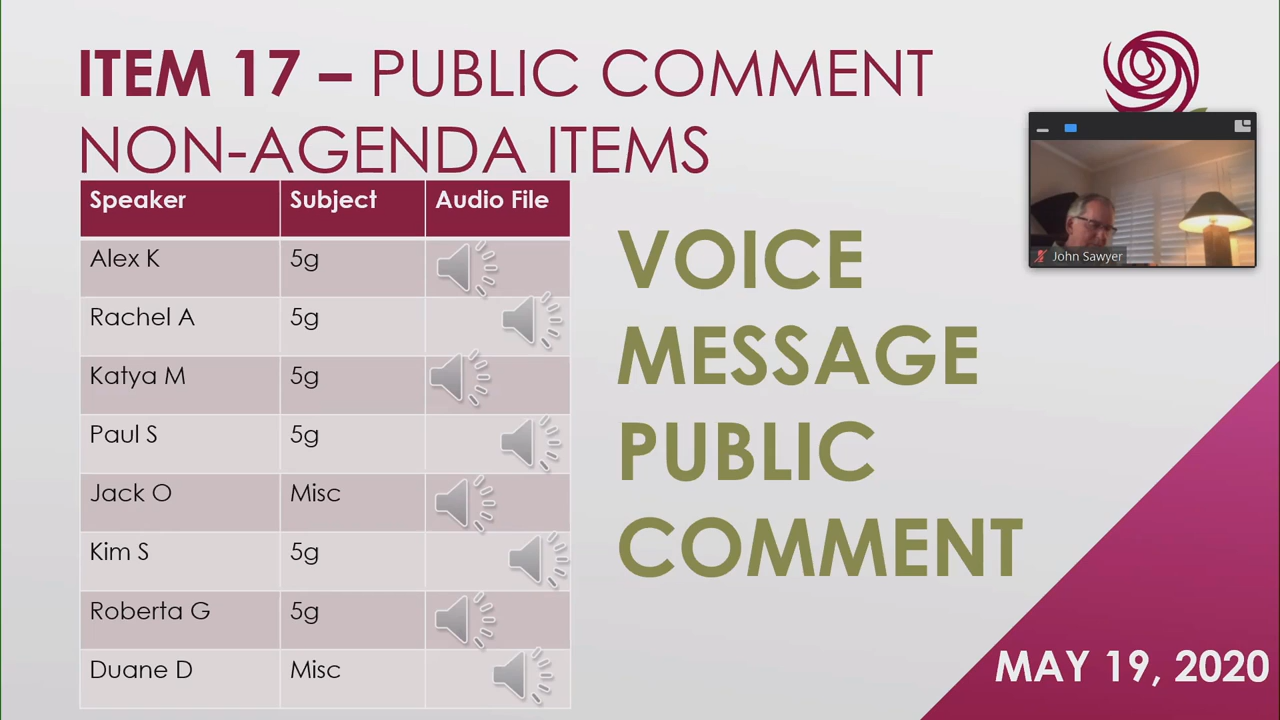 ITEM 17 – PUBLIC COMMENT
NON-AGENDA ITEMS
Speaker Subject Audio File
Alex K 5g
Rachel A 5g
Katya M 5g
Paul S 5g
Jack O Misc
Kim S 5g
Roberta G 5g
Duane D Misc
VOICE
MESSAGE
PUBLIC
COMMENT
John Sawyer
MAY 19, 2020